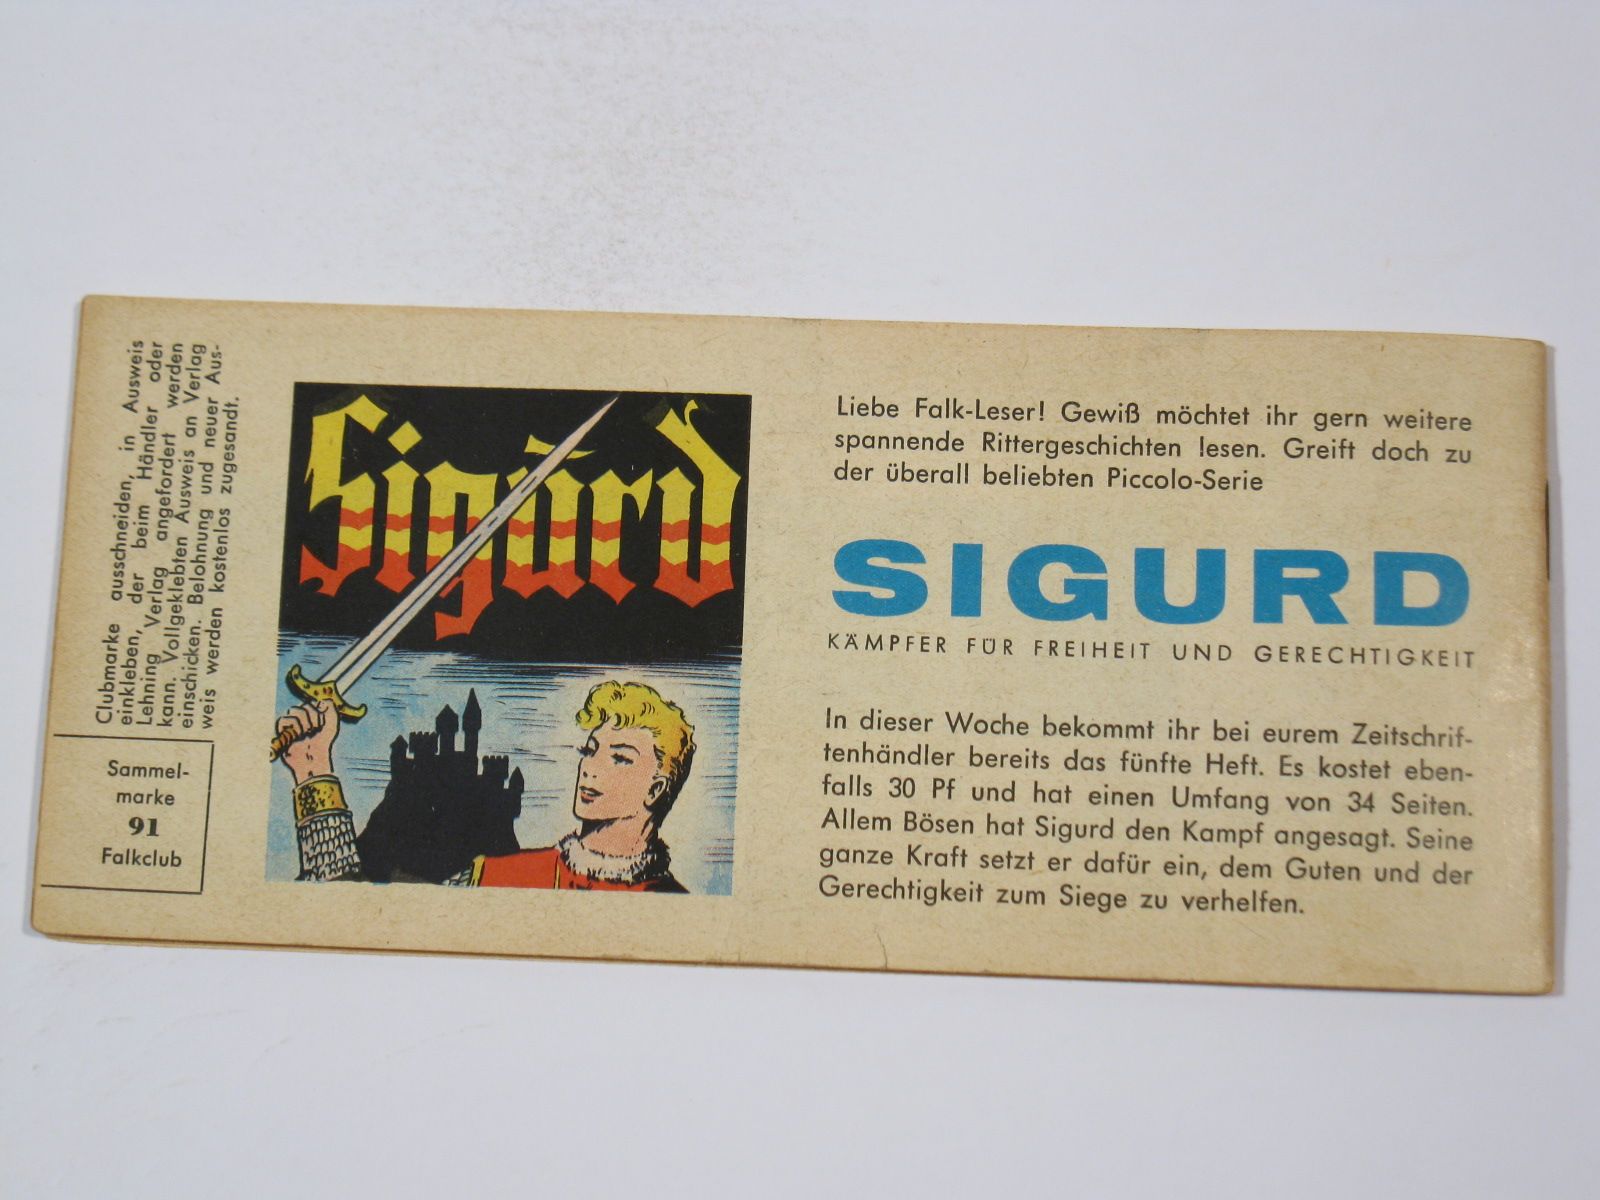 Clubmarke ausschneiden, in Ausweis
einkleben, der beim Händler oder
Lehning Verlag angefordert werden
kann. Vollgeklebten Ausweis an Verlag
einschicken. Belohnung und neuer Aus-
weis werden kostenlos zugesandt.
Sammel-
marke
91
Falkclub
Sigurd
Liebe Falk-Leser! Gewiß möchtet ihr gern weitere
spannende Rittergeschichten lesen. Greift doch zu
der überall beliebten Piccolo-Serie
SIGURD
KÄMPFER FÜR FREIHEIT UND GERECHTIGKEIT
In dieser Woche bekommt ihr bei eurem Zeitschrif-
tenhändler bereits das fünfte Heft. Es kostet eben-
falls 30 Pf und hat einen Umfang von 34 Seiten.
Allem Bösen hat Sigurd den Kampf angesagt. Seine
ganze Kraft setzt er dafür ein, dem Guten und der
Gerechtigkeit zum Siege zu verhelfen.